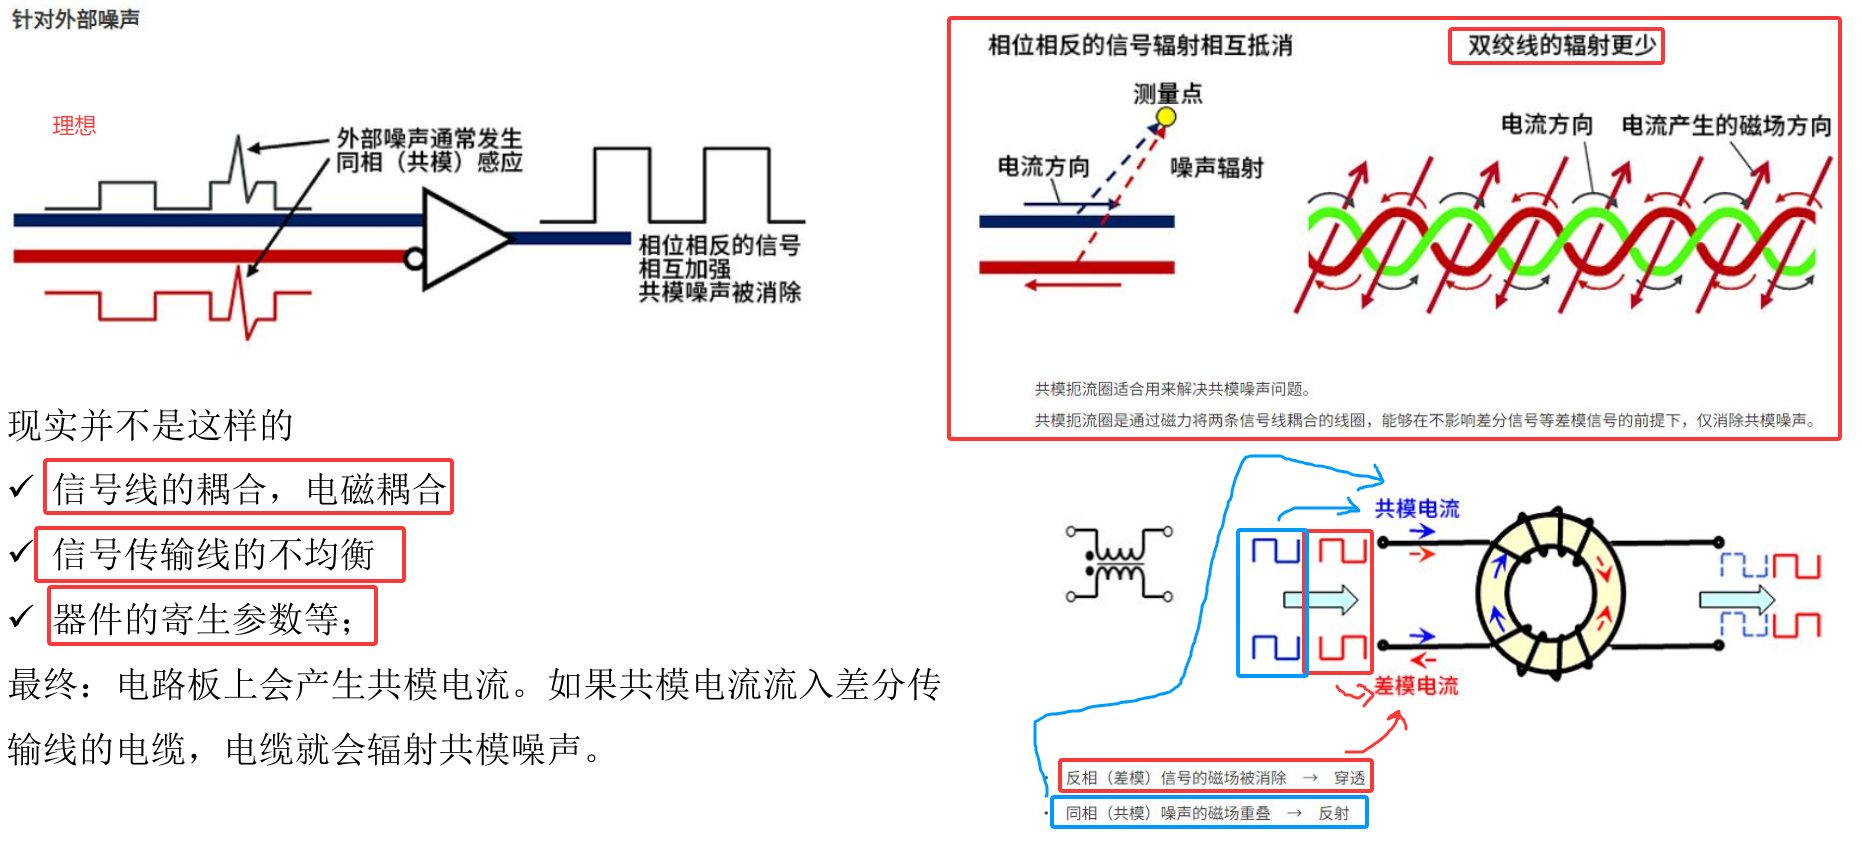 针对外部噪声
理想
外部噪声通常发生
同相（共模）感应
相位相反的信号
相互加强
共模噪声被消除
现实并不是这样的
✓ 信号线的耦合，电磁耦合
✓ 信号传输线的不均衡
✓ 器件的寄生参数等；
最终：电路板上会产生共模电流。如果共模电流流入差分传
输线的电缆，电缆就会辐射共模噪声。
相位相反的信号辐射相互抵消
双绞线的辐射更少
测量点
电流方向
噪声辐射
电流方向
电流产生的磁场方向
共模扼流圈适合用来解决共模噪声问题。
共模扼流圈是通过磁力将两条信号线耦合的线圈，能够在不影响差分信号等差模信号的前提下，仅消除共模噪声。
共模电流
差模电流
· 反相（差模）信号的磁场被消除 → 穿透
· 同相（共模）噪声的磁场重叠 → 反射